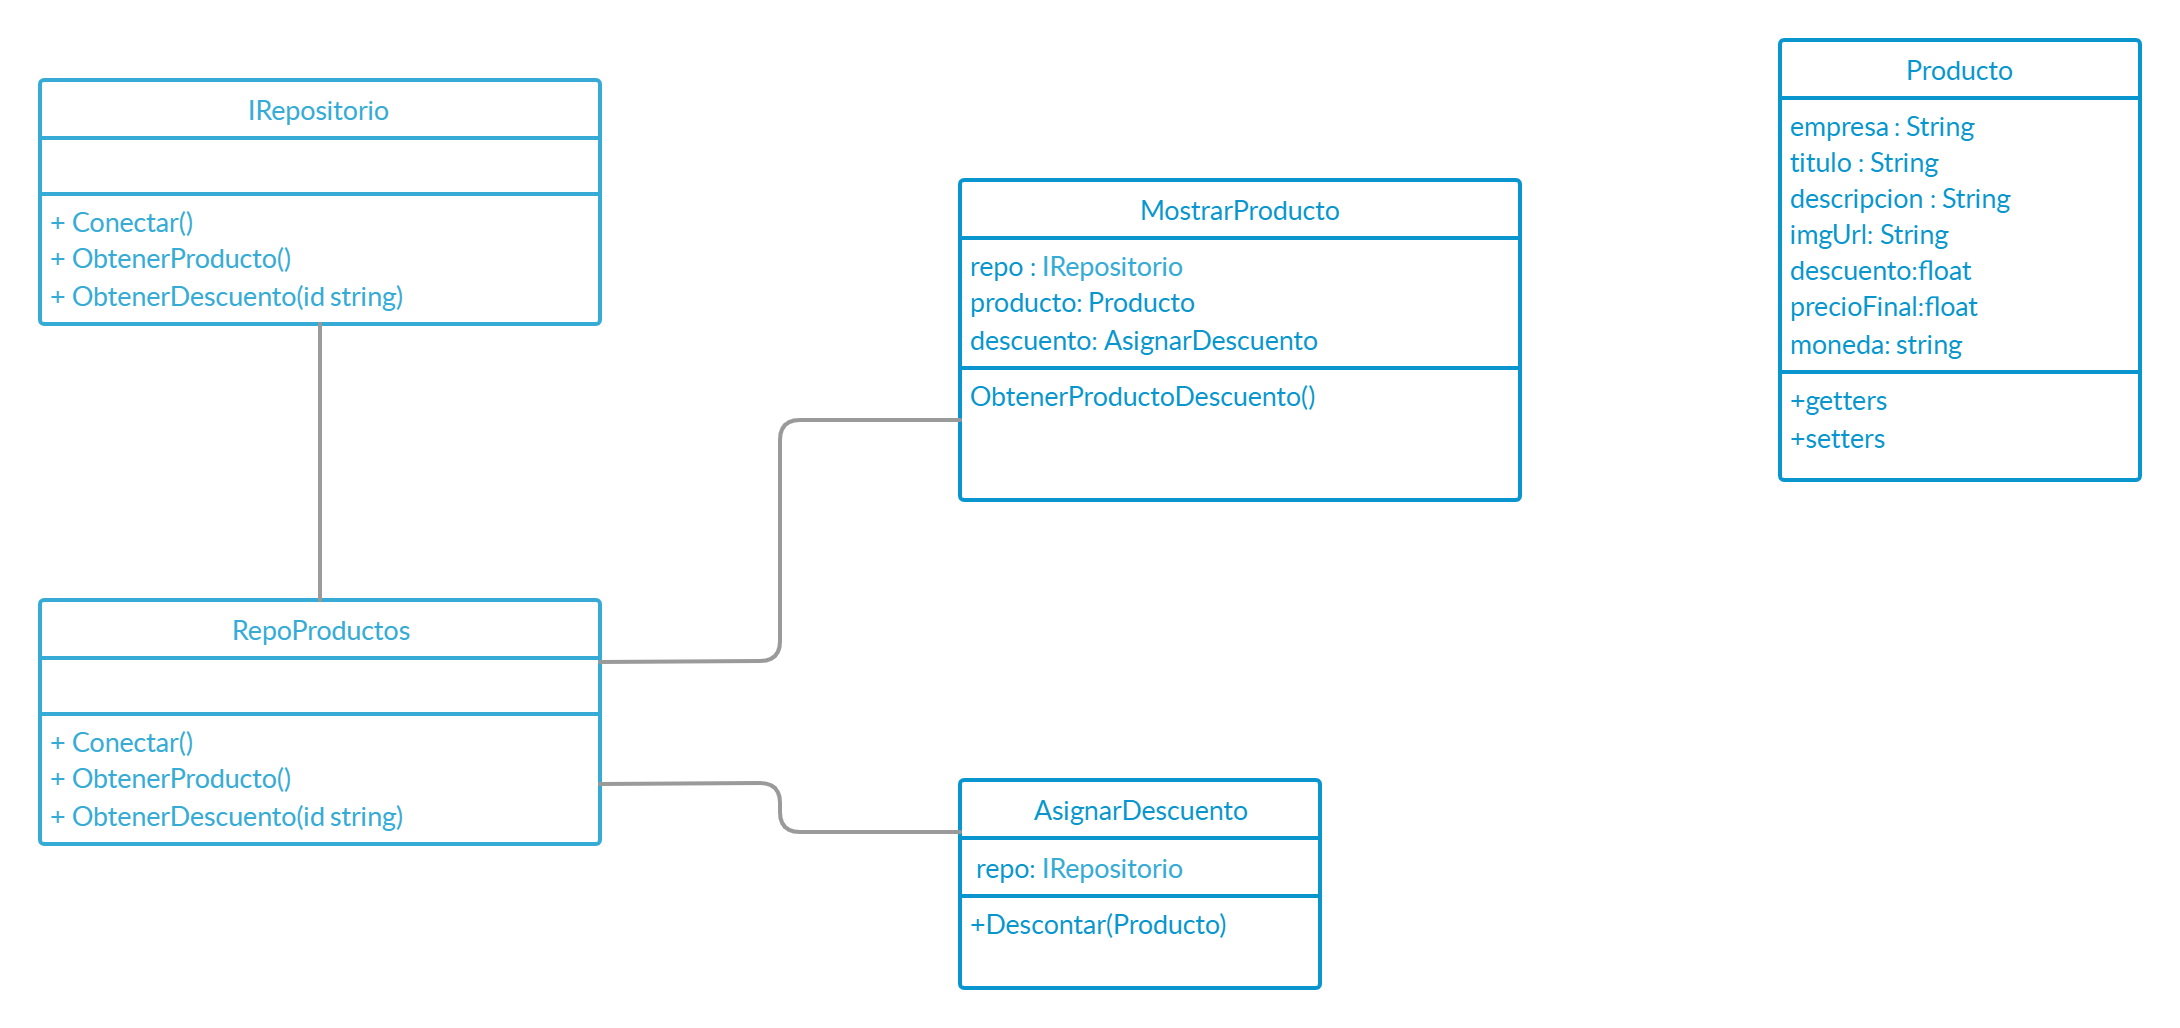 IRepositorio
+ Conectar()
+ ObtenerProducto()
+ ObtenerDescuento(id string)
RepoProductos
+ Conectar()
+ ObtenerProducto()
+ ObtenerDescuento(id string)
MostrarProducto
repo : IRepositorio
producto: Producto
descuento: AsignarDescuento
ObtenerProductoDescuento()
AsignarDescuento
repo: IRepositorio
+Descontar(Producto)
Producto
empresa : String
titulo : String
descripcion : String
imgUrl: String
descuento:float
precioFinal:float
moneda: string
+getters
+setters